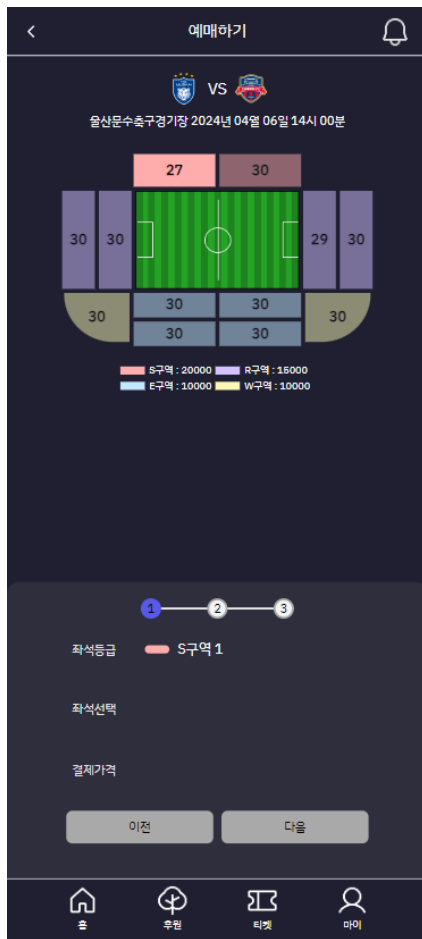 예매하기
VS
울산문수축구경기장 2024년 04월 06일 14시 00분
27 30
30 30 29 30
30 30 30 30
30 30
S구역 : 20000 R구역 : 15000
E구역 : 10000 W구역 : 10000
1 2 3
좌석등급 S구역 1
좌석선택
결제가격
이전 다음
홈 후원 티켓 마이